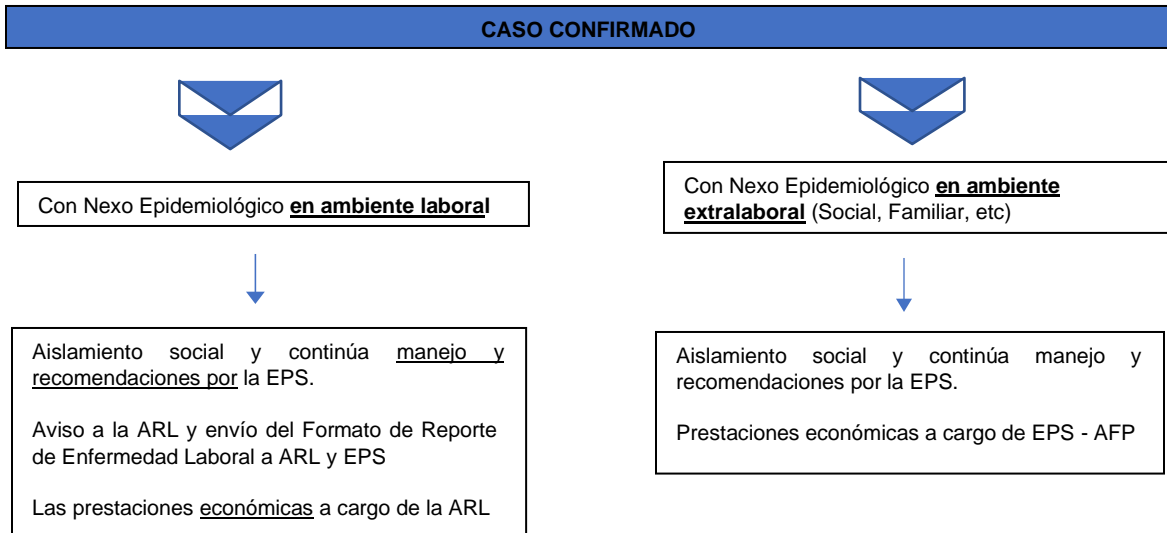 CASO CONFIRMADO
Con Nexo Epidemiológico en ambiente laboral
Con Nexo Epidemiológico en ambiente
extralaboral (Social, Familiar, etc)
Aislamiento social y continúa manejo y
recomendaciones por la EPS.
Aviso a la ARL y envío del Formato de Reporte
de Enfermedad Laboral a ARL y EPS
Las prestaciones económicas a cargo de la ARL
Aislamiento social y continúa manejo y
recomendaciones por la EPS.
Prestaciones económicas a cargo de EPS - AFP